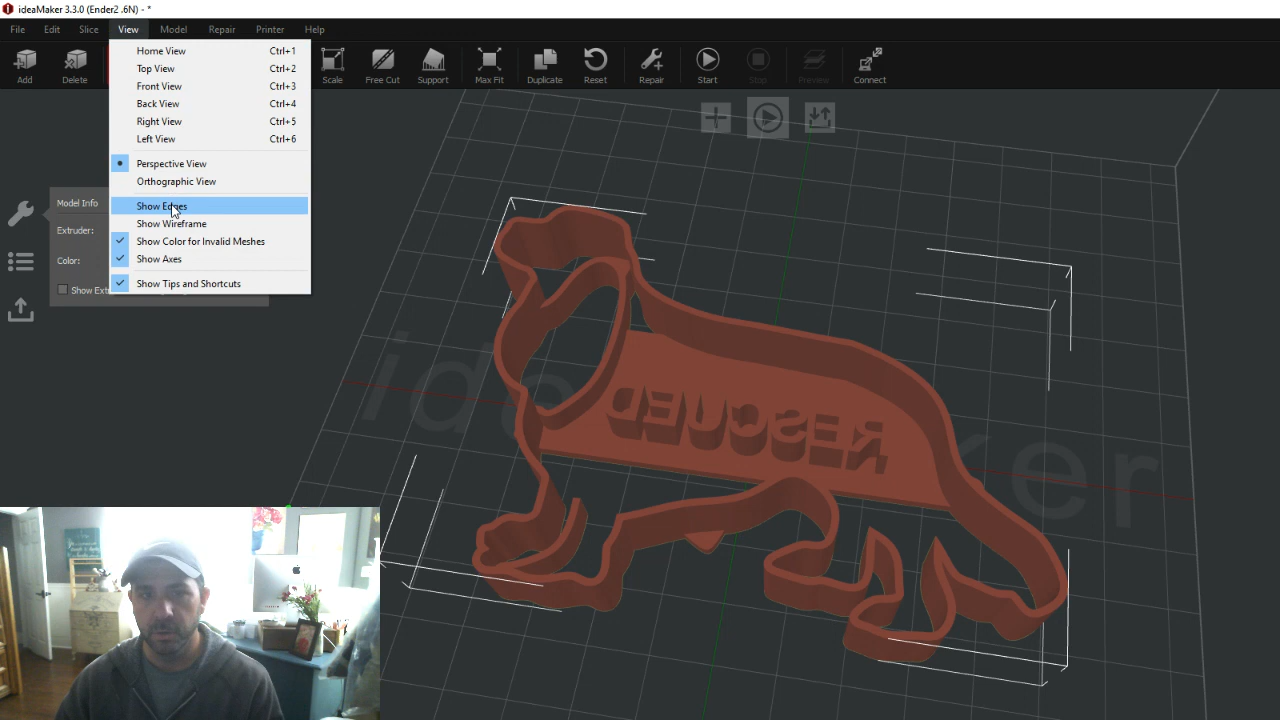 ideaMaker 3.3.0 (Ender2 .6N) - *
File Edit Slice View Model Repair Printer Help
Add Delete Scale Free Cut Support Max Fit Duplicate Reset Repair Start Stop Preview Connect
Home View Ctrl+1
Top View Ctrl+2
Front View Ctrl+3
Back View Ctrl+4
Right View Ctrl+5
Left View Ctrl+6
Perspective View
Orthographic View
Show Edges
Show Wireframe
Show Color for Invalid Meshes
Show Axes
Show Tips and Shortcuts
Model Info
Extruder:
Color:
Show Ext
RESCUED